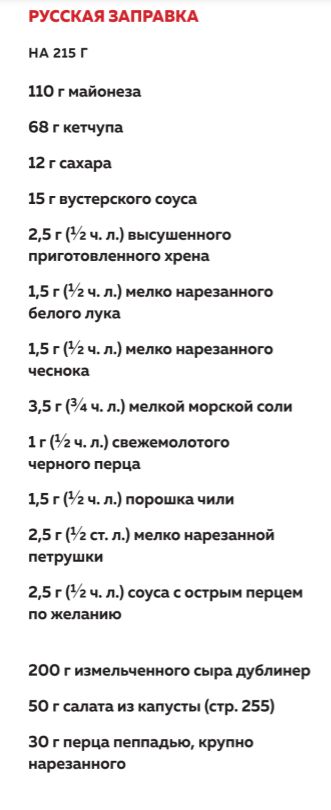 РУССКАЯ ЗАПРАВКА
НА 215 Г
110 г майонеза
68 г кетчупа
12 г сахара
15 г вустерского соуса
2,5 г (½ ч. л.) высушенного
приготовленного хрена
1,5 г (½ ч. л.) мелко нарезанного
белого лука
1,5 г (½ ч. л.) мелко нарезанного
чеснока
3,5 г (¾ ч. л.) мелкой морской соли
1 г (½ ч. л.) свежемолотого
черного перца
1,5 г (½ ч. л.) порошка чили
2,5 г (½ ст. л.) мелко нарезанной
петрушки
2,5 г (½ ч. л.) соуса с острым перцем
по желанию
200 г измельченного сыра дублинер
50 г салата из капусты (стр. 255)
30 г перца пеппадью, крупно
нарезанного